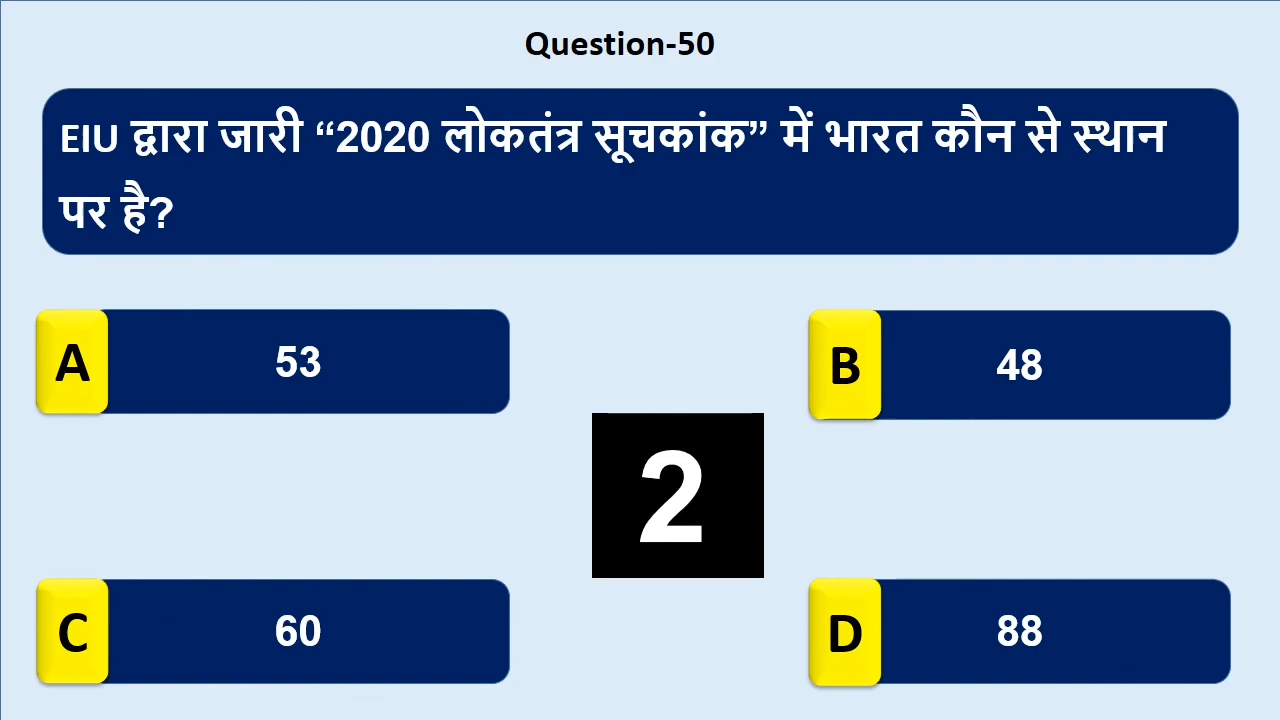 Question-50
EIU द्वारा जारी “2020 लोकतंत्र सूचकांक” में भारत कौन से स्थान
पर है?
A 53
B 48
2
C 60
D 88